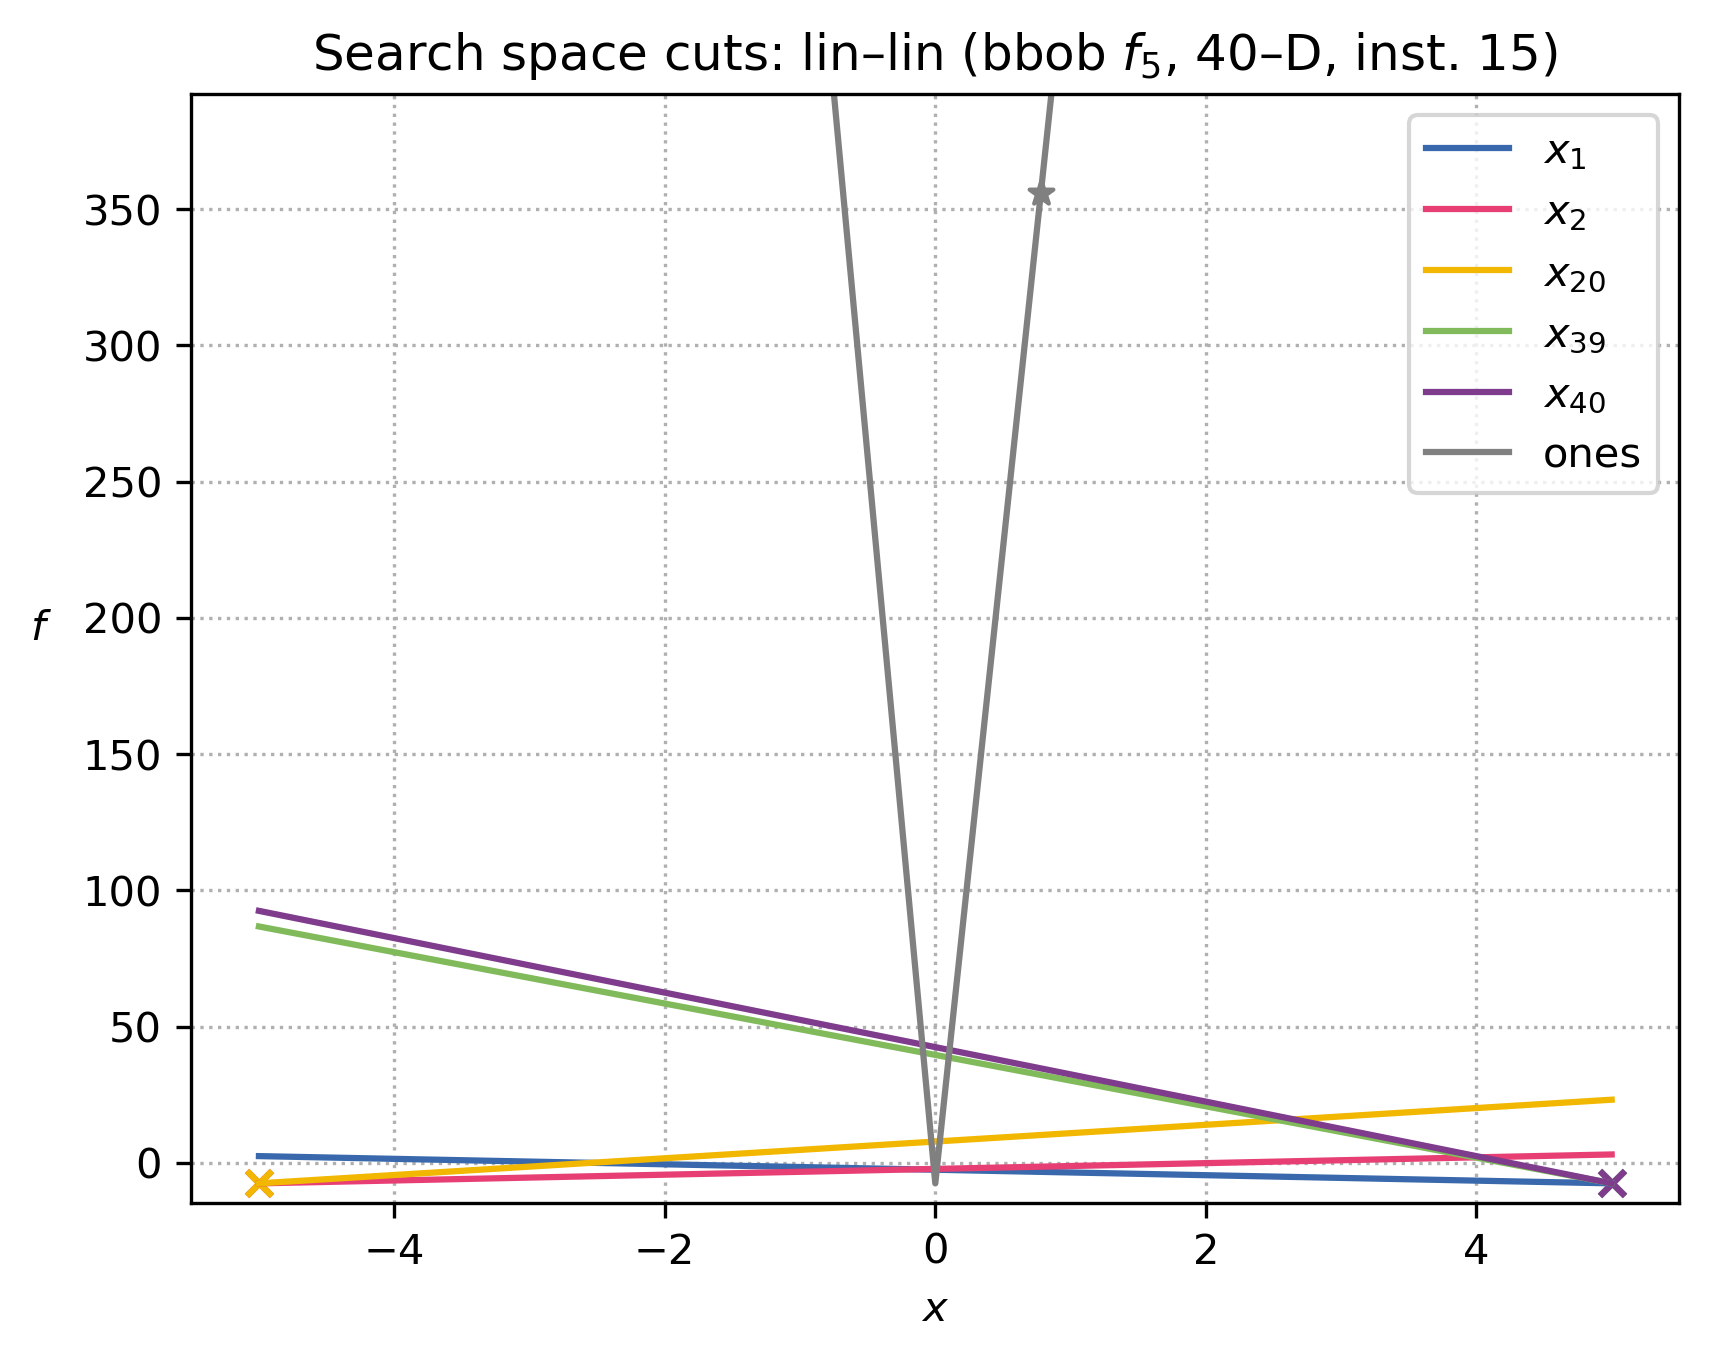 Search space cuts: lin–lin (bbob f₅, 40–D, inst. 15)
x₁
x₂
x₂₀
x₃₉
x₄₀
ones
350
300
250
200
150
100
50
0
f
−4 −2 0 2 4
x